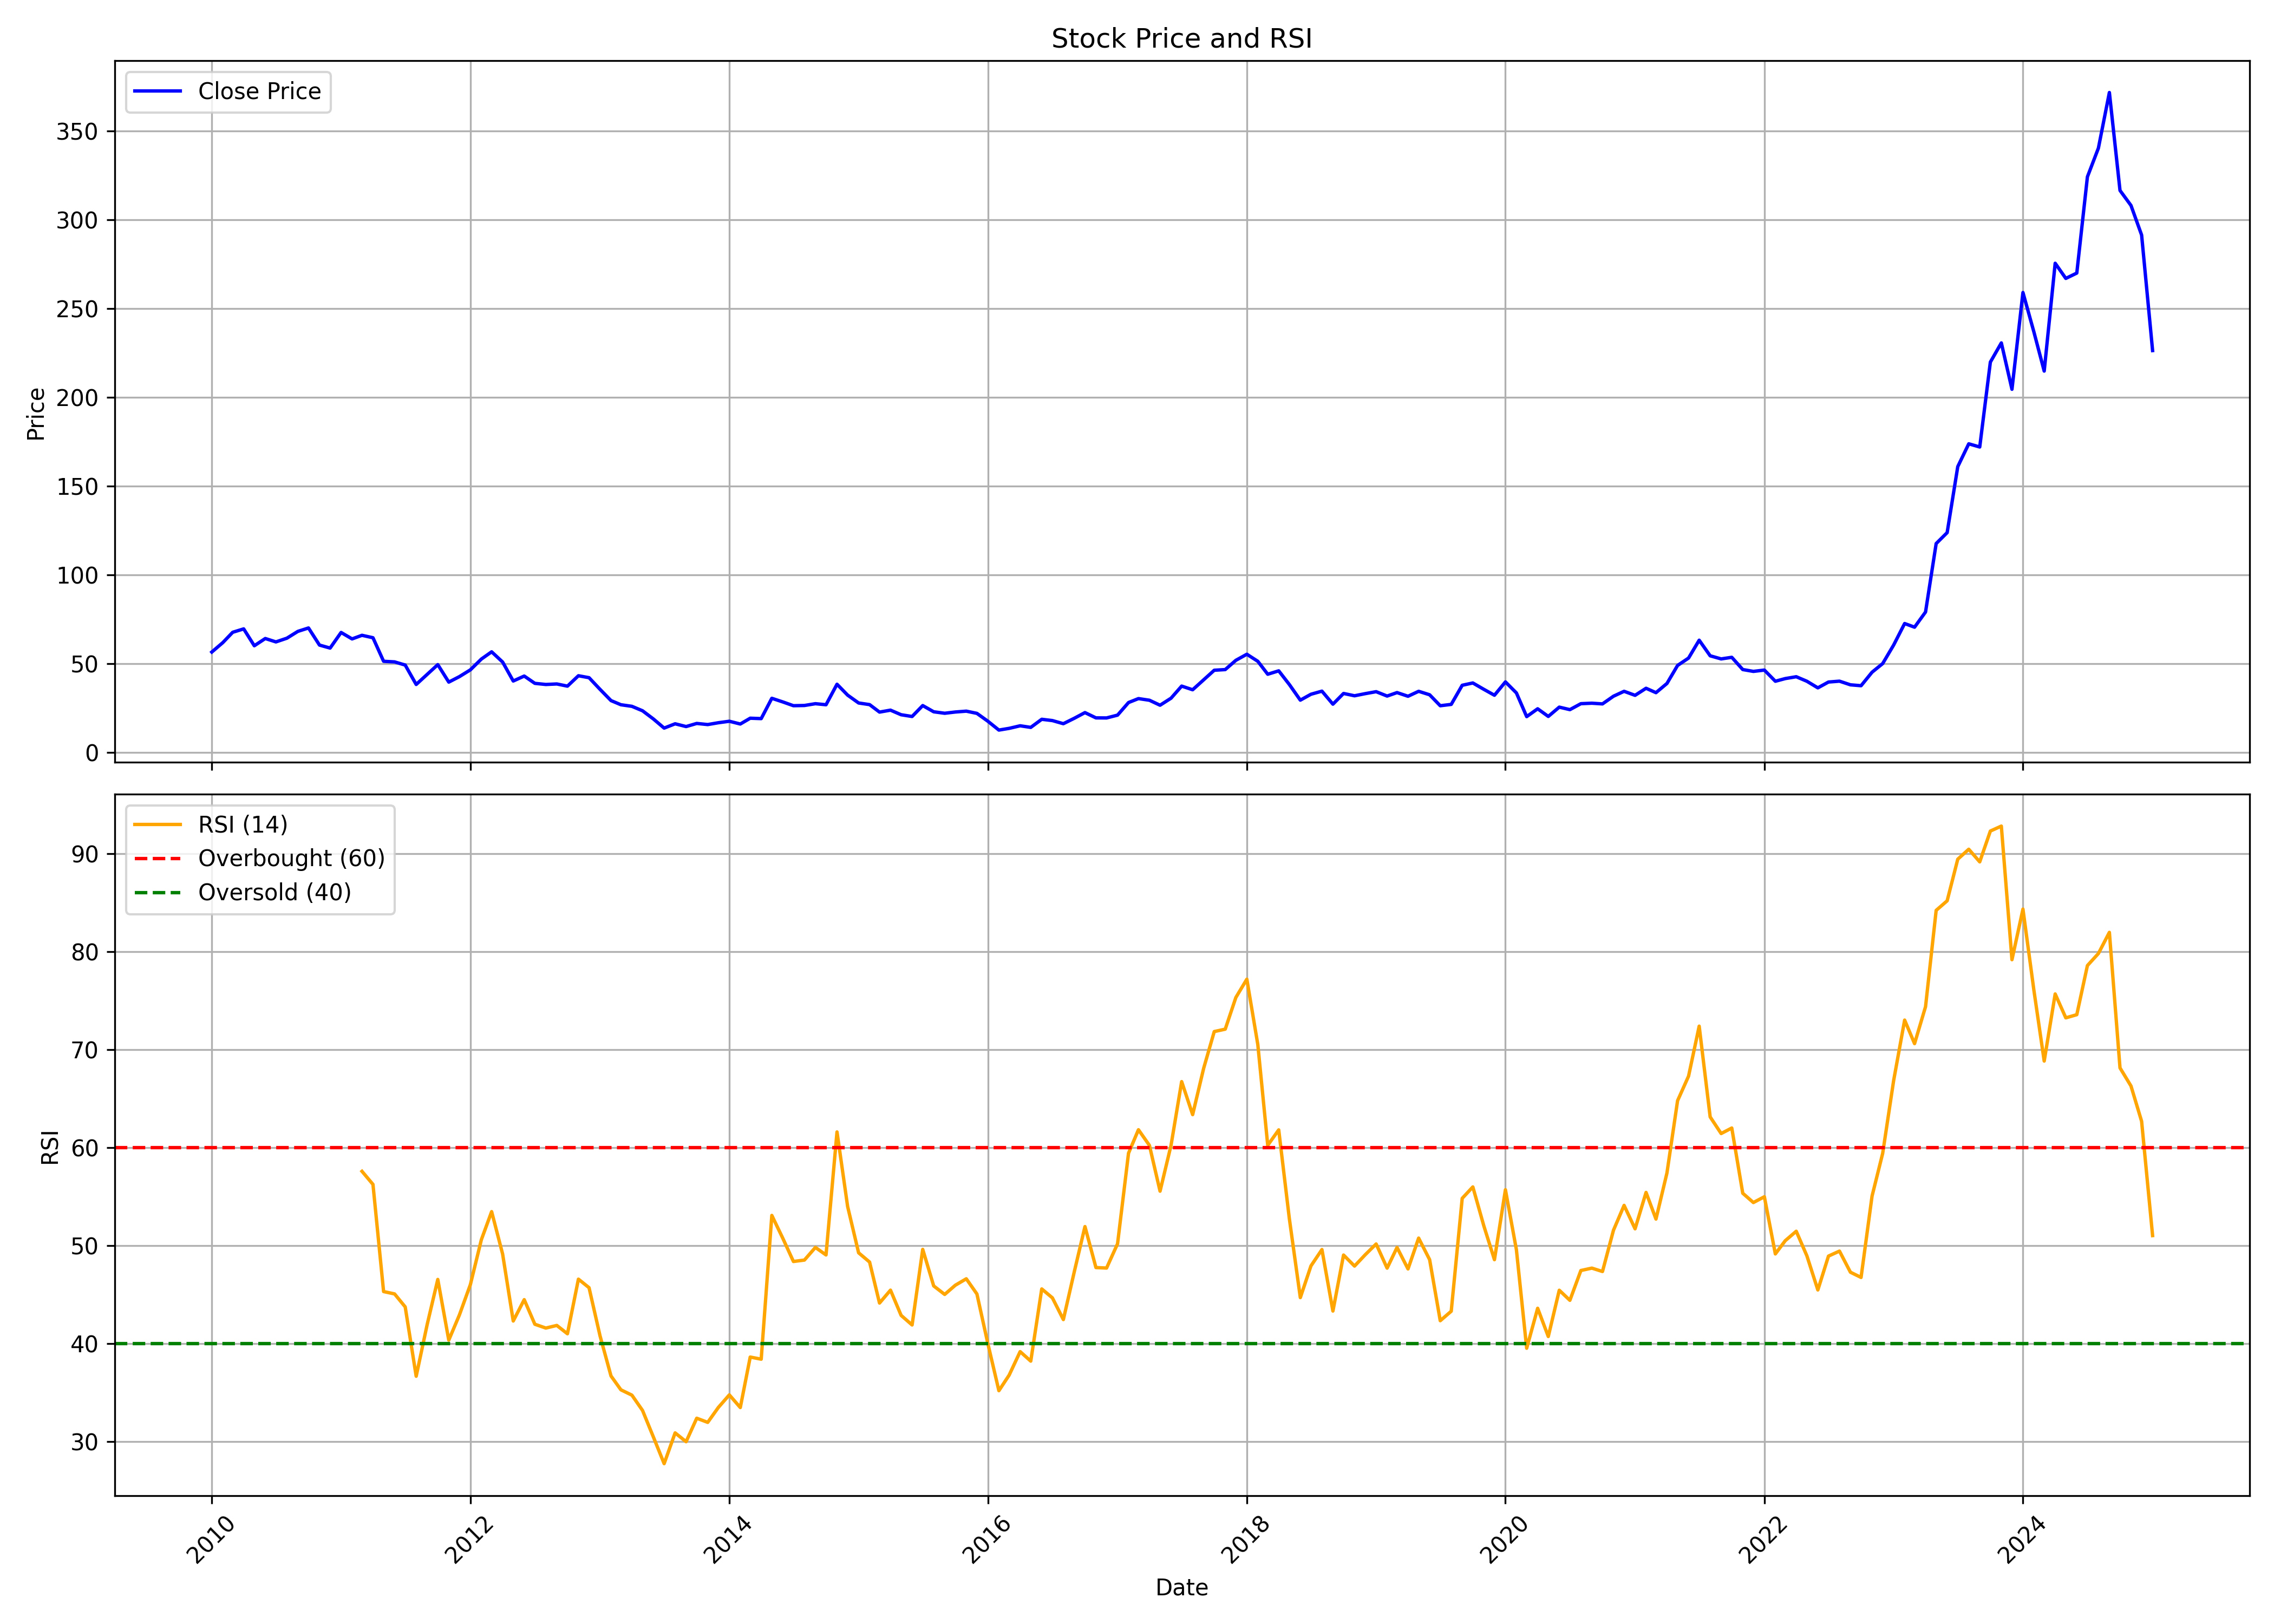 Stock Price and RSI
Close Price
350
300
250
200
150
100
50
0
Price
RSI (14)
Overbought (60)
Oversold (40)
90
80
70
60
50
40
30
RSI
2010
2012
2014
2016
2018
2020
2022
2024
Date